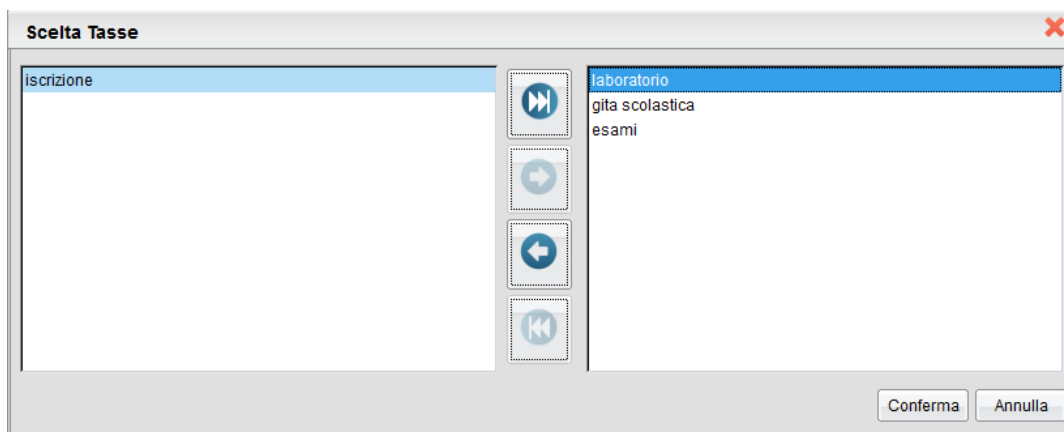 Scelta Tasse
iscrizione
laboratorio
gita scolastica
esami
Conferma
Annulla